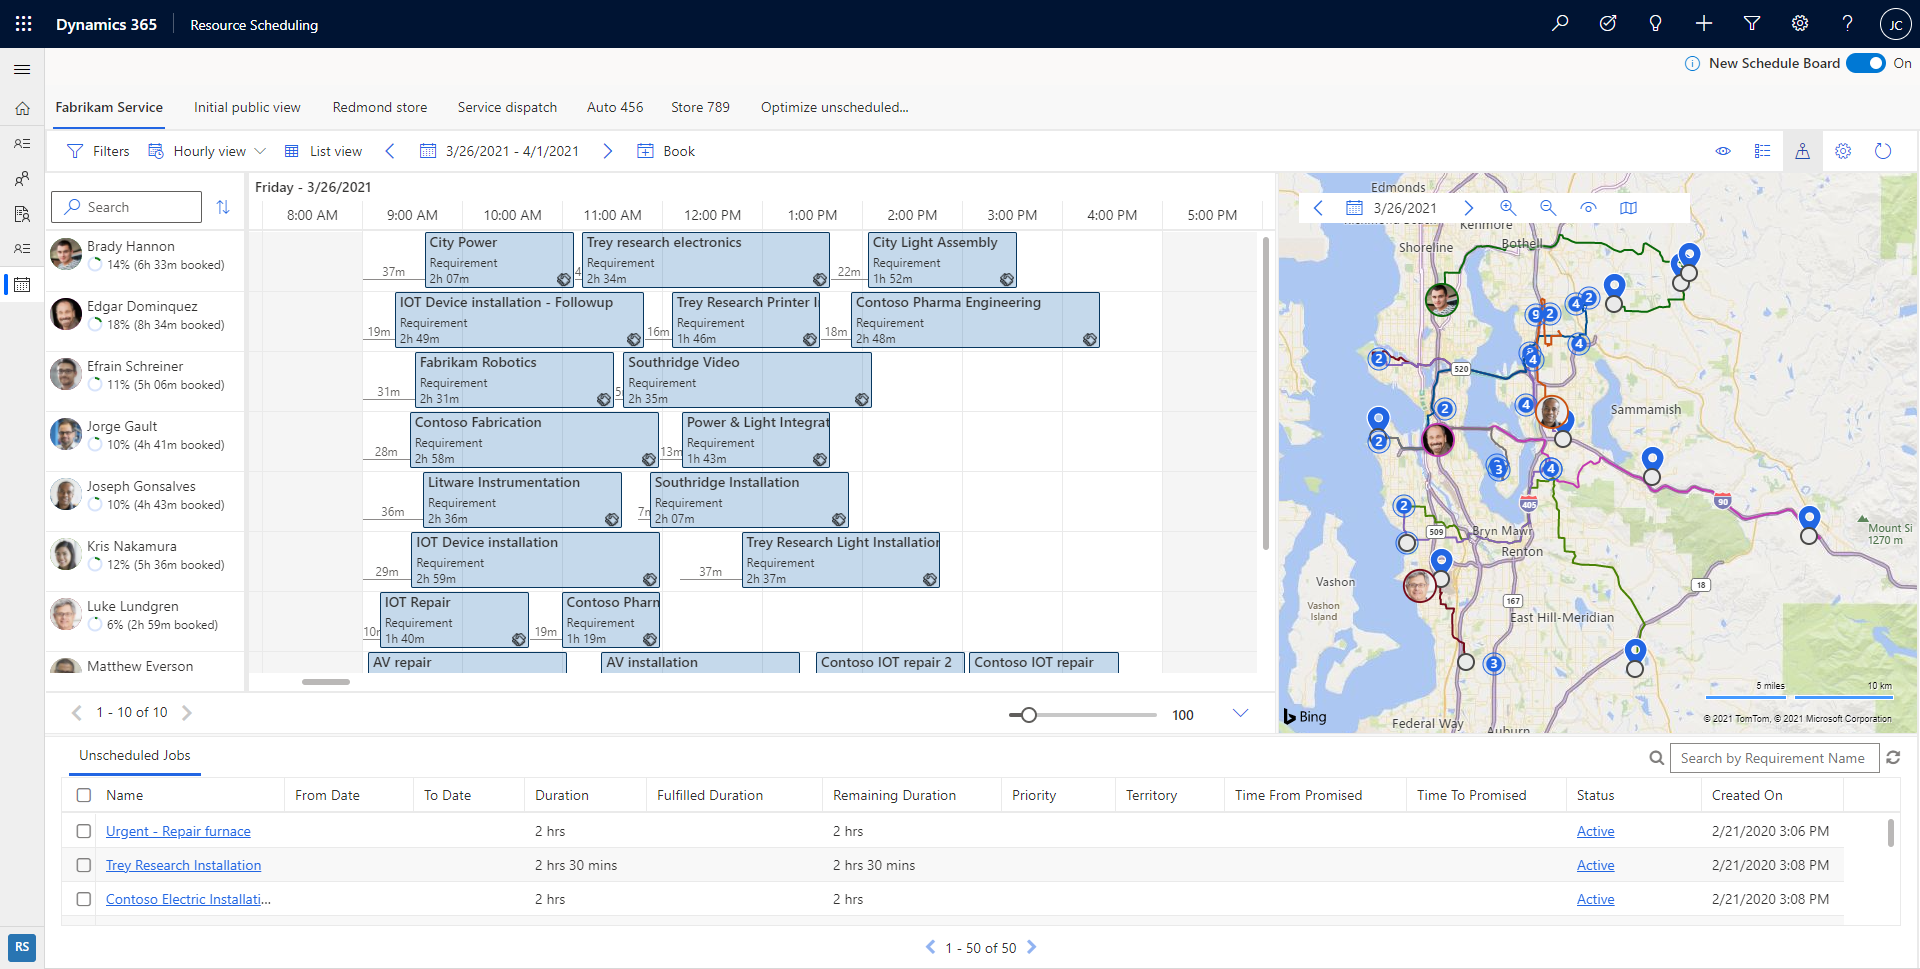 Dynamics 365
Resource Scheduling
JC
New Schedule Board
On
Fabrikam Service
Initial public view
Redmond store
Service dispatch
Auto 456
Store 789
Optimize unscheduled...
Filters
Hourly view
List view
3/26/2021 - 4/1/2021
Book
Search
Friday - 3/26/2021
8:00 AM
9:00 AM
10:00 AM
11:00 AM
12:00 PM
1:00 PM
2:00 PM
3:00 PM
4:00 PM
5:00 PM
Brady Hannon
14% (6h 33m booked)
37m
City Power
Requirement
2h 07m
4
Trey research electronics
Requirement
2h 34m
22m
City Light Assembly
Requirement
1h 52m
Edgar Dominquez
18% (8h 34m booked)
19m
IOT Device installation - Followup
Requirement
2h 49m
16m
Trey Research Printer I
Requirement
1h 46m
18m
Contoso Pharma Engineering
Requirement
2h 48m
Efrain Schreiner
11% (5h 06m booked)
31m
Fabrikam Robotics
Requirement
2h 31m
5
Southridge Video
Requirement
2h 35m
Jorge Gault
10% (4h 41m booked)
28m
Contoso Fabrication
Requirement
2h 58m
13m
Power & Light Integrat
Requirement
1h 43m
Joseph Gonsalves
10% (4h 43m booked)
36m
Litware Instrumentation
Requirement
2h 36m
7m
Southridge Installation
Requirement
2h 07m
Kris Nakamura
12% (5h 36m booked)
29m
IOT Device installation
Requirement
2h 59m
37m
Trey Research Light Installation
Requirement
2h 37m
Luke Lundgren
6% (2h 59m booked)
10m
IOT Repair
Requirement
1h 40m
19m
Contoso Pharm
Requirement
1h 19m
Matthew Everson
AV repair
AV installation
Contoso IOT repair 2
Contoso IOT repair
1 - 10 of 10
100
3/26/2021
Edmonds
Kenmore
Shoreline
Bothell
9
2
4
2
4
4
2
520
2
4
Sammamish
2
3
4
405
90
2
509
Bryn Mawr
Renton
Mount Si
1270 m
Vashon
Vashon
Island
18
167
East Hill-Meridian
3
5 miles
10 km
Bing
Federal Way
Auburn
© 2021 TomTom, © 2021 Microsoft Corporation
Unscheduled Jobs
Search by Requirement Name
Name
From Date
To Date
Duration
Fulfilled Duration
Remaining Duration
Priority
Territory
Time From Promised
Time To Promised
Status
Created On
Urgent - Repair furnace
2 hrs
2 hrs
Active
2/21/2020 3:06 PM
Trey Research Installation
2 hrs 30 mins
2 hrs 30 mins
Active
2/21/2020 3:08 PM
Contoso Electric Installati...
2 hrs
2 hrs
Active
2/21/2020 3:08 PM
RS
1 - 50 of 50